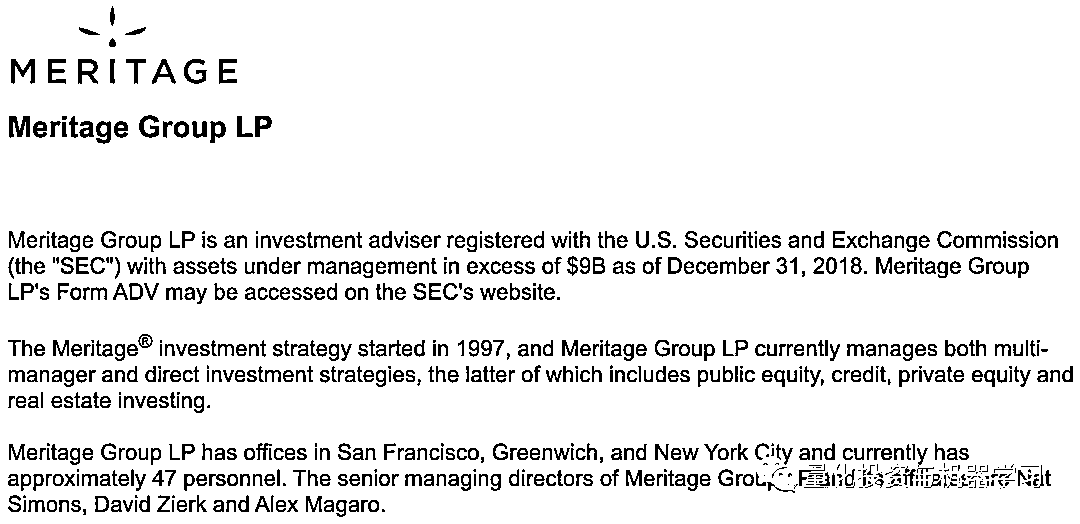 MERITAGE
Meritage Group LP
Meritage Group LP is an investment adviser registered with the U.S. Securities and Exchange Commission
(the "SEC") with assets under management in excess of $9B as of December 31, 2018. Meritage Group
LP's Form ADV may be accessed on the SEC's website.
The Meritage® investment strategy started in 1997, and Meritage Group LP currently manages both multi-
manager and direct investment strategies, the latter of which includes public equity, credit, private equity and
real estate investing.
Meritage Group LP has offices in San Francisco, Greenwich, and New York City and currently has
approximately 47 personnel. The senior managing directors of Meritage Group Nat
Simons, David Zierk and Alex Magaro.
量化投资与机器学习